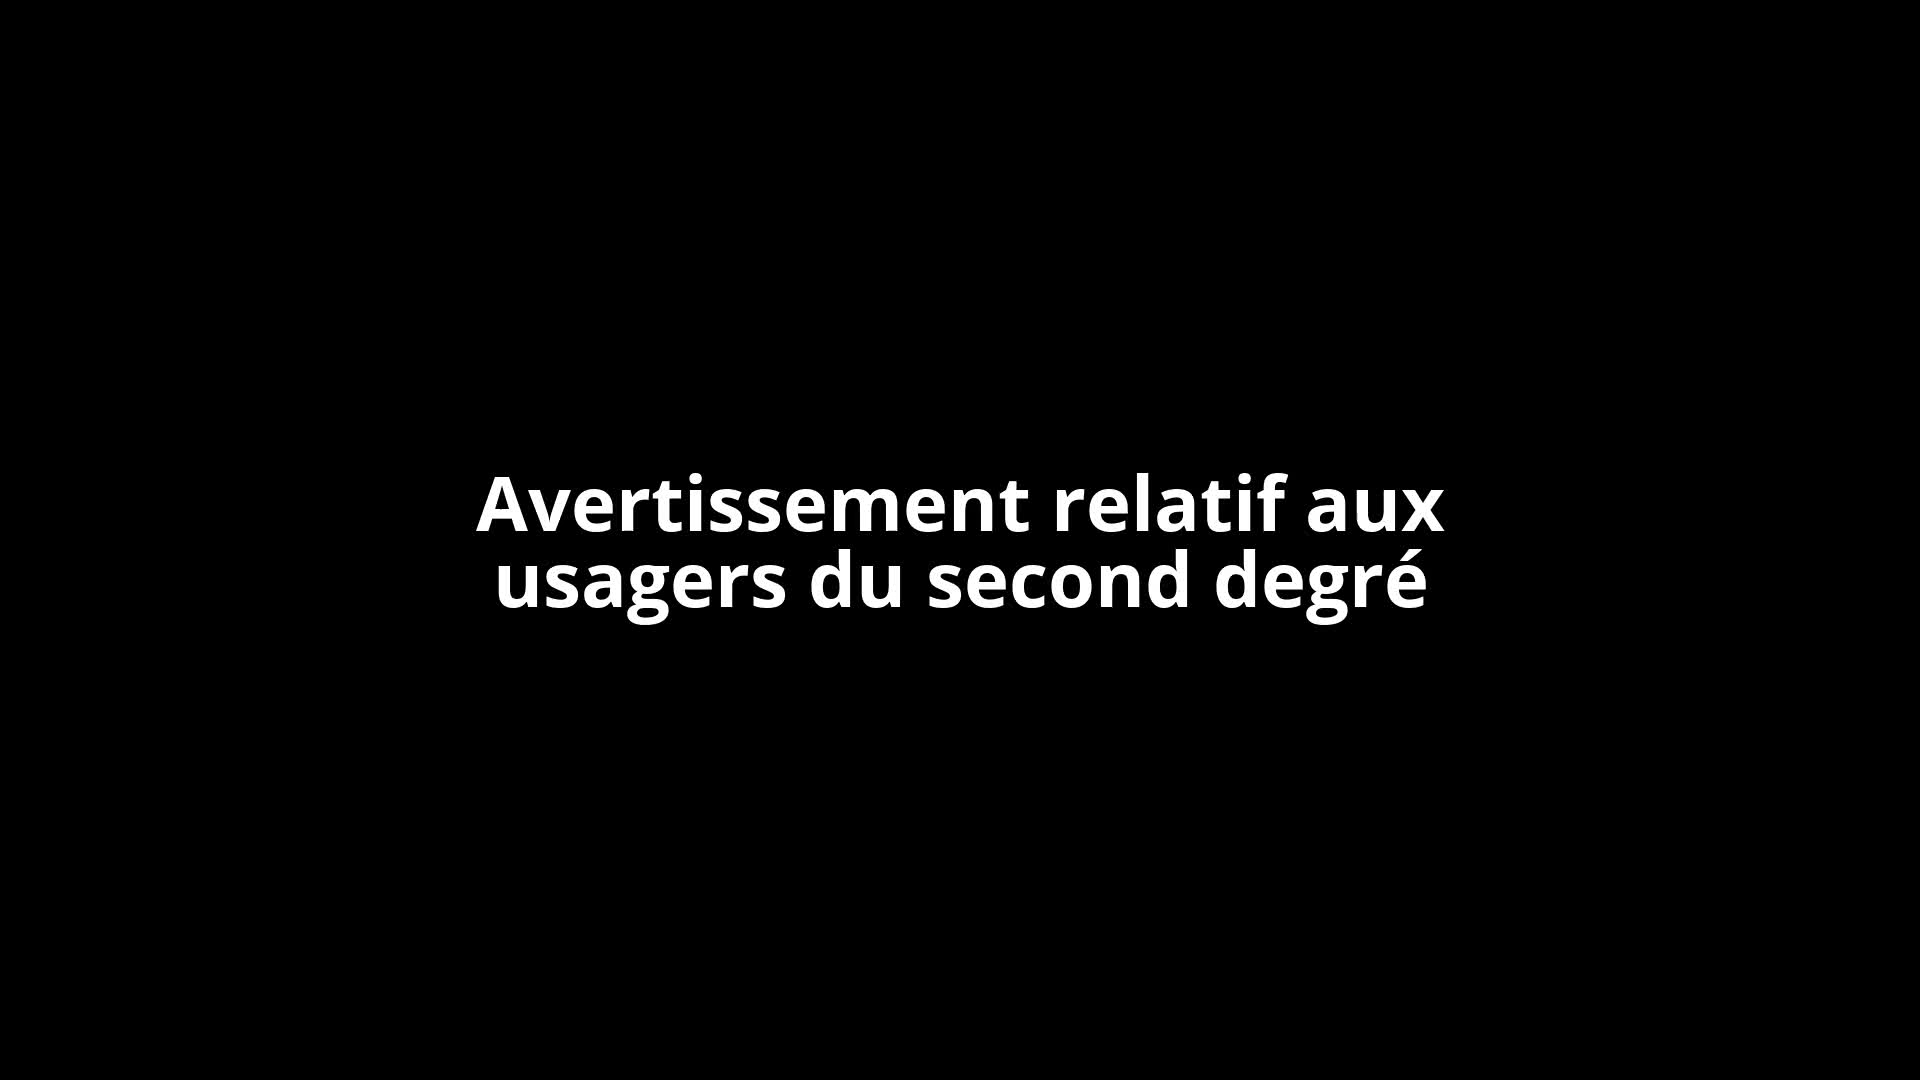 Avertissement relatif aux
usagers du second degré